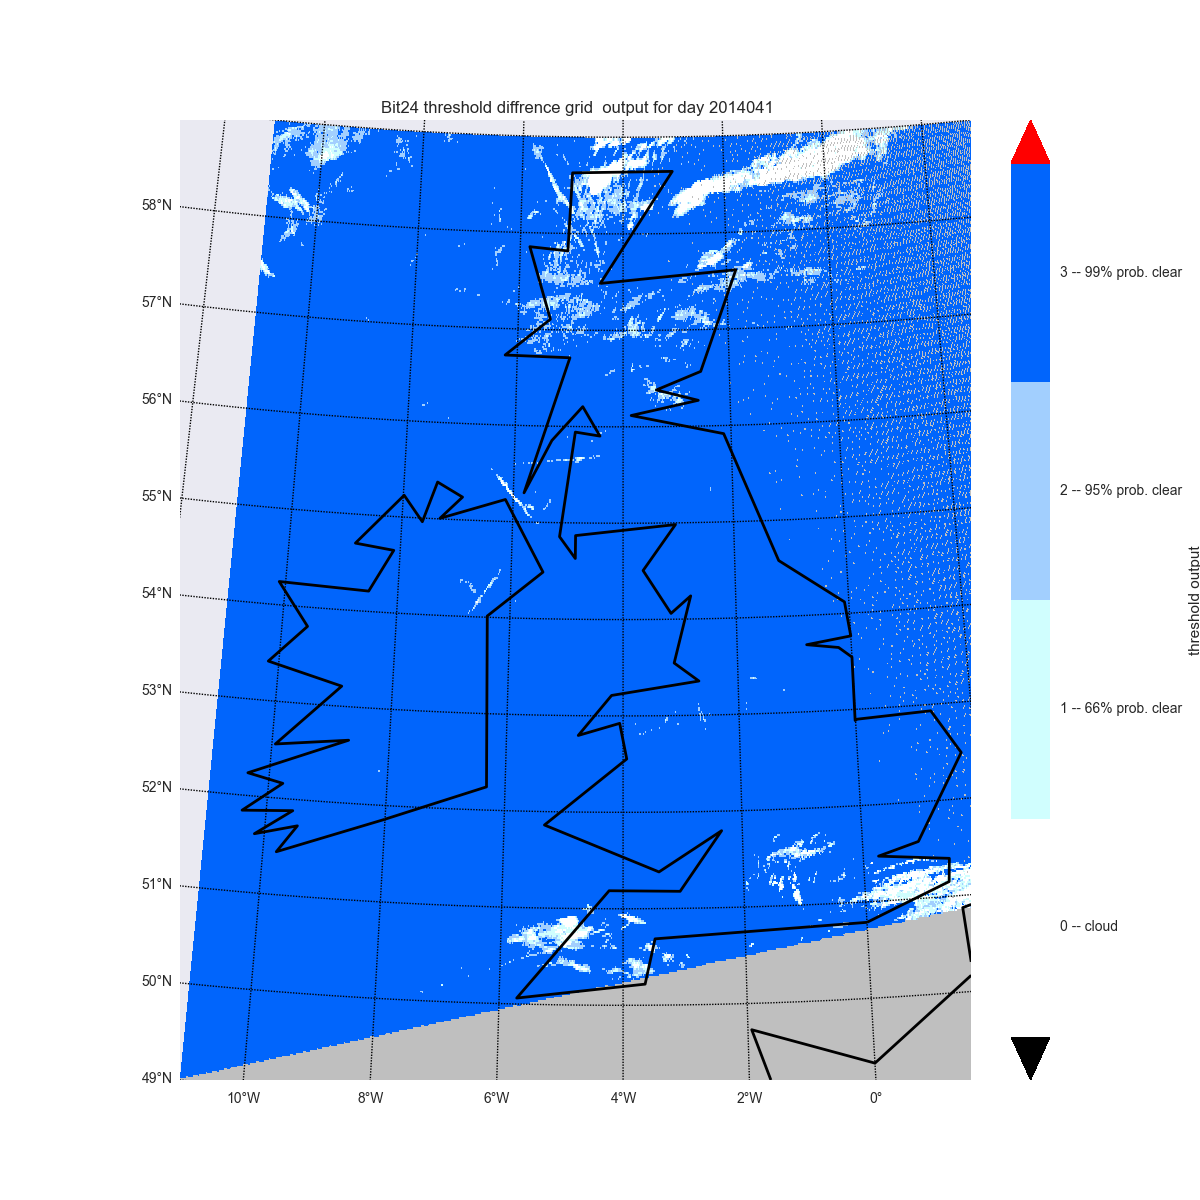 Bit24 threshold diffrence grid  output for day 2014041
58°N
57°N
56°N
55°N
54°N
53°N
52°N
51°N
50°N
49°N
10°W
8°W
6°W
4°W
2°W
0°
3 -- 99% prob. clear
2 -- 95% prob. clear
1 -- 66% prob. clear
0 -- cloud
threshold output